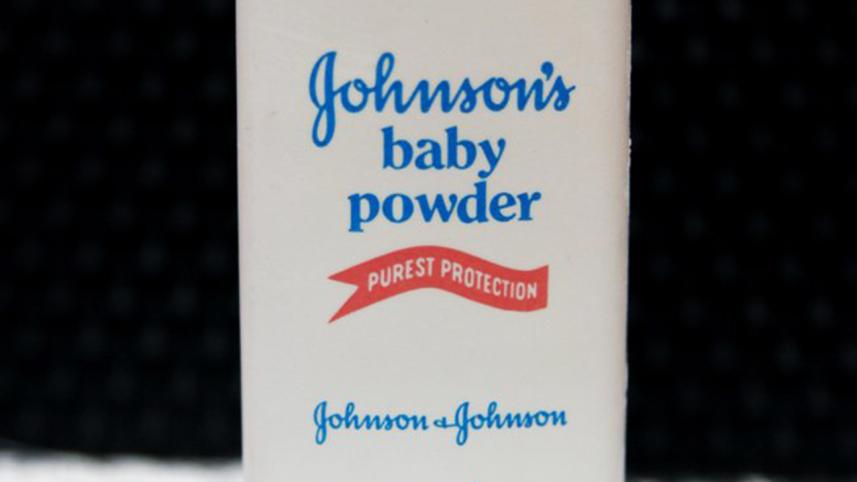 Johnson's
baby
powder
PUREST PROTECTION
Johnson & Johnson